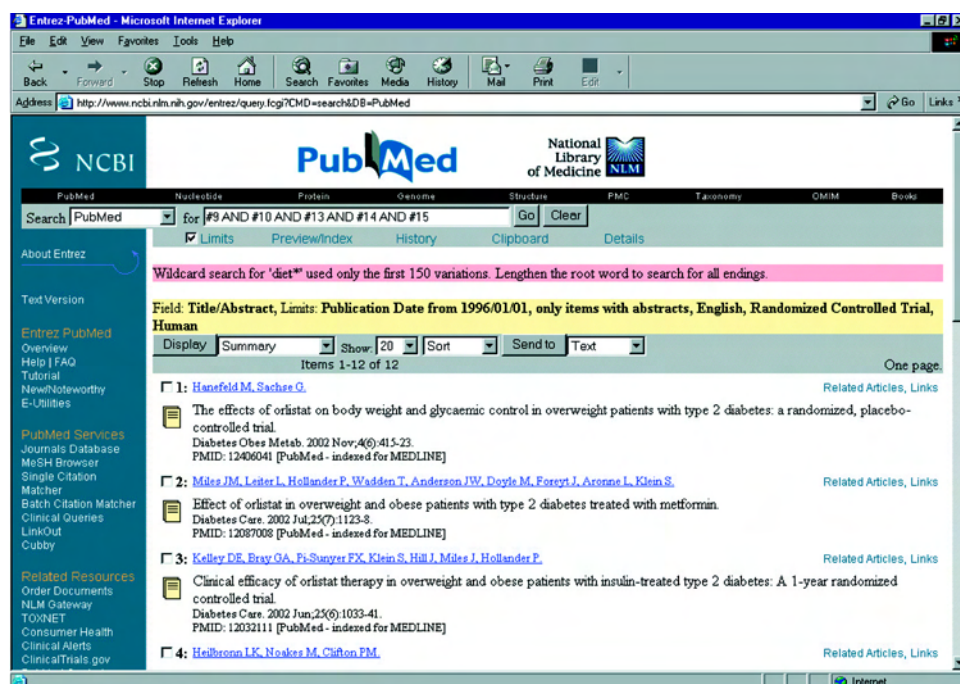 Entrez-PubMed - Microsoft Internet Explorer
File Edit View Favorites Tools Help
Back Forward Stop Refresh Home Search Favorites Media History Mail Print Edit
Address http://www.ncbi.nlm.nih.gov/entrez/query.fcgi?CMD=search&DB=PubMed Go Links
NCBI PubMed National Library of Medicine NLM
PubMed Nucleotide Protein Genome Structure PMC Taxonomy OMIM Books
Search PubMed for #9 AND #10 AND #13 AND #14 AND #15 Go Clear
Limits Preview/Index History Clipboard Details
About Entrez
Text Version
Entrez PubMed
Overview
Help | FAQ
Tutorial
New/Noteworthy
E-Utilities
PubMed Services
Journals Database
MeSH Browser
Single Citation
Matcher
Batch Citation Matcher
Clinical Queries
LinkOut
Cubby
Related Resources
Order Documents
NLM Gateway
TOXNET
Consumer Health
Clinical Alerts
ClinicalTrials.gov
Wildcard search for 'diet*' used only the first 150 variations. Lengthen the root word to search for all endings.
Field: Title/Abstract, Limits: Publication Date from 1996/01/01, only items with abstracts, English, Randomized Controlled Trial,
Human
Display Summary Show: 20 Sort Send to Text
Items 1-12 of 12 One page.
1: Hanefeld M, Sachse G. Related Articles, Links
The effects of orlistat on body weight and glycaemic control in overweight patients with type 2 diabetes: a randomized, placebo-
controlled trial.
Diabetes Obes Metab. 2002 Nov;4(6):415-23.
PMID: 12406041 [PubMed - indexed for MEDLINE]
2: Miles JM, Leiter L, Hollander P, Wadden T, Anderson JW, Doyle M, Foreyt J, Aronne L, Klein S. Related Articles, Links
Effect of orlistat in overweight and obese patients with type 2 diabetes treated with metformin.
Diabetes Care. 2002 Jul;25(7):1123-8.
PMID: 12087008 [PubMed - indexed for MEDLINE]
3: Kelley DE, Bray GA, Pi-Sunyer FX, Klein S, Hill J, Miles J, Hollander P. Related Articles, Links
Clinical efficacy of orlistat therapy in overweight and obese patients with insulin-treated type 2 diabetes: A 1-year randomized
controlled trial.
Diabetes Care. 2002 Jun;25(6):1033-41.
PMID: 12032111 [PubMed - indexed for MEDLINE]
4: Heilbronn LK, Noakes M, Clifton PM. Related Articles, Links
Internet